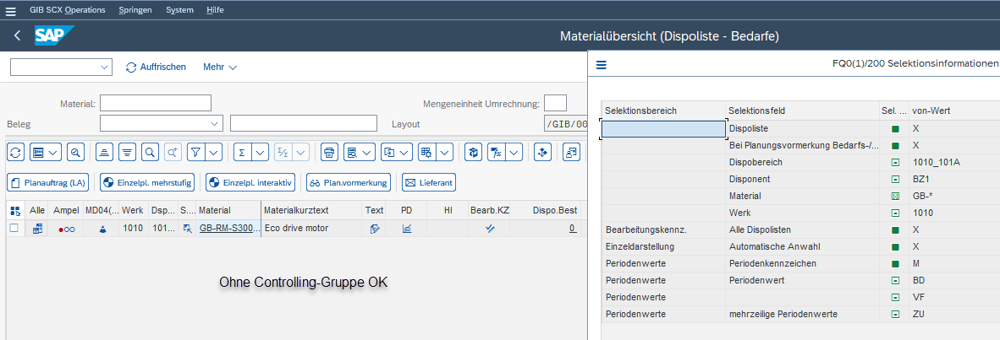 GIB SCX Operations Springen System Hilfe
SAP
Materialübersicht (Dispoliste - Bedarfe)
Auffrischen Mehr
FQ0(1)/200 Selektionsinformationen
Material: Mengeneinheit Umrechnung:
Beleg Layout /GIB/00
Planauftrag (LA) Einzelpl. mehrstufig Einzelpl. interaktiv Plan.vormerkung Lieferant
Alle Ampel MD04(... Werk Dsp... S.... Material Materialkurztext Text PD HI Bearb.KZ Dispo.Best
1010 101... GB-RM-S300... Eco drive motor 0
Ohne Controlling-Gruppe OK
Selektionsbereich Selektionsfeld Sel. ... von-Wert
Dispoliste X
Bei Planungsvormerkung Bedarfs-/... X
Dispobereich 1010_101A
Disponent BZ1
Material GB-*
Werk 1010
Bearbeitungskennz. Alle Dispolisten X
Einzeldarstellung Automatische Anwahl X
Periodenwerte Periodenkennzeichen M
Periodenwerte Periodenwert BD
Periodenwerte VF
Periodenwerte mehrzeilige Periodenwerte ZU